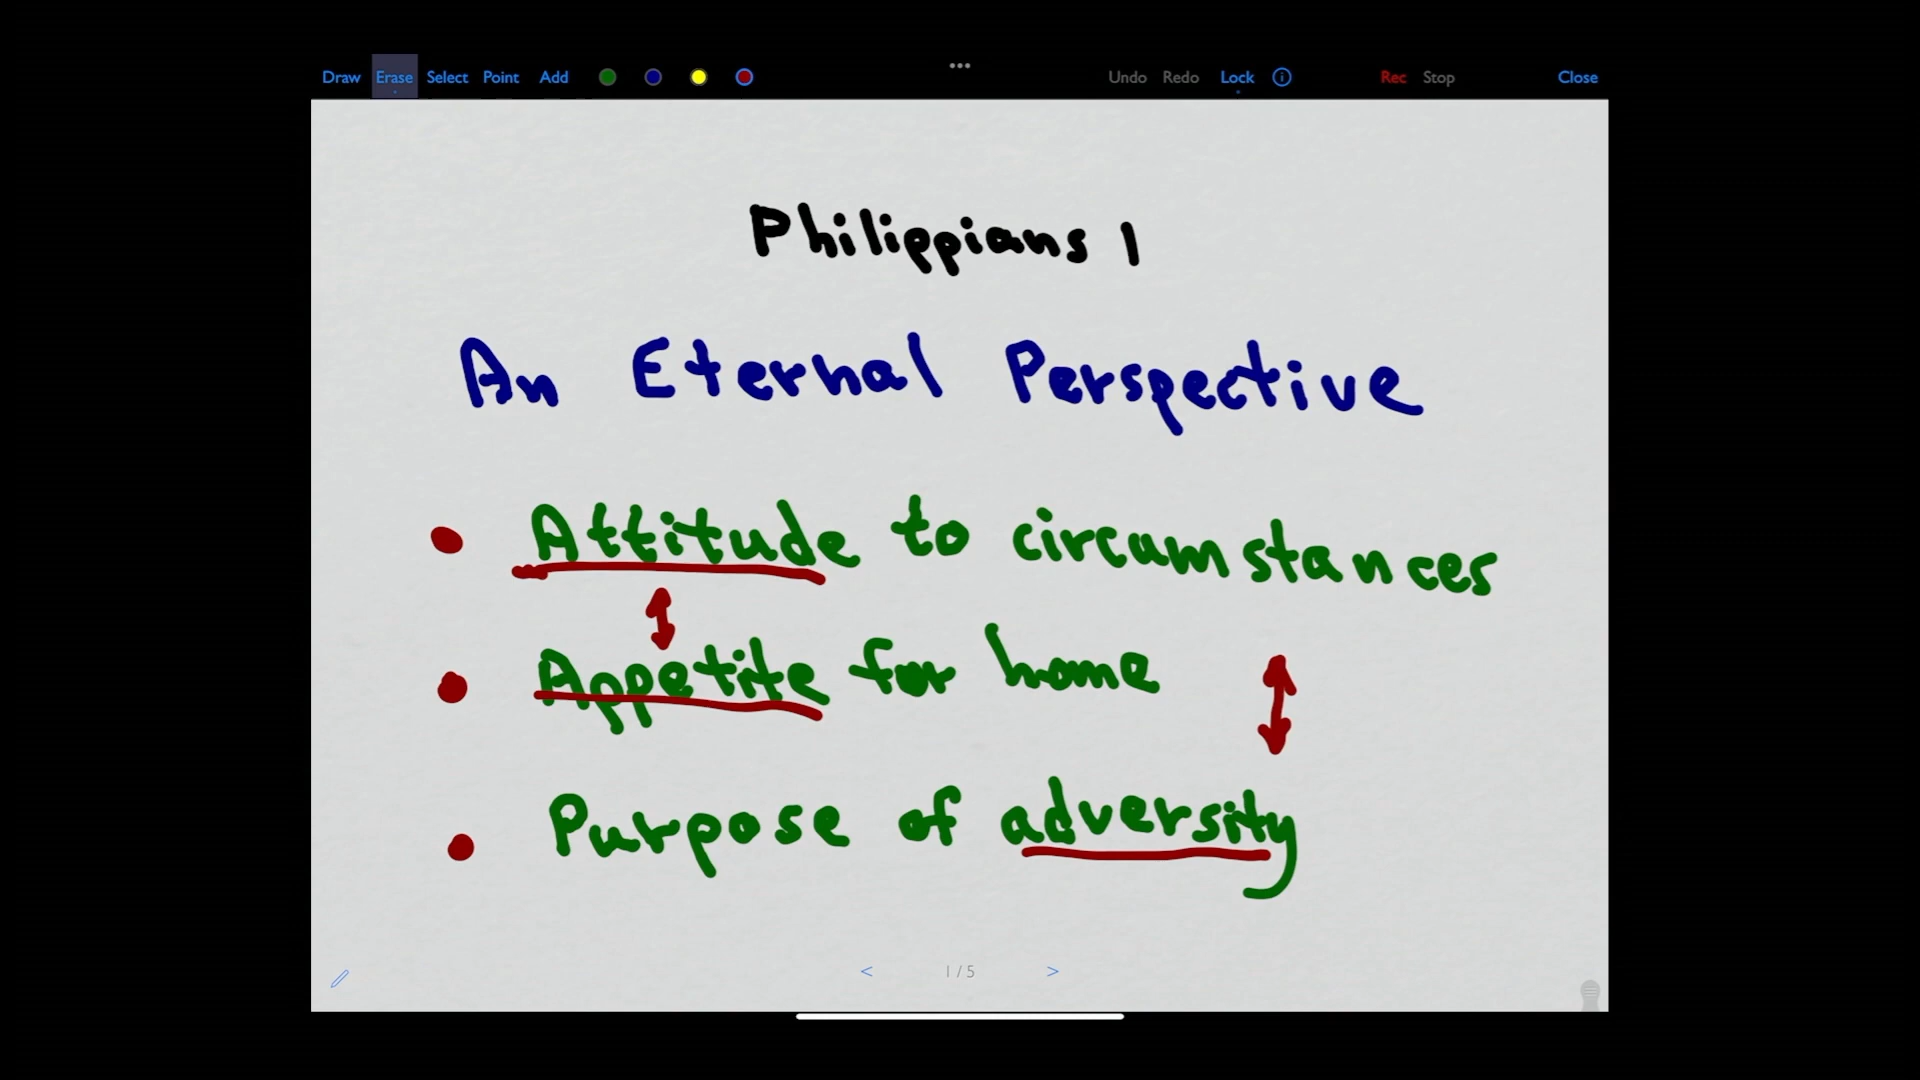 Draw Erase Select Point Add Undo Redo Lock Rec Stop Close
Philippians 1
An Eternal Perspective
• Attitude to circumstances
• Appetite for home
• Purpose of adversity
< 1 / 5 >